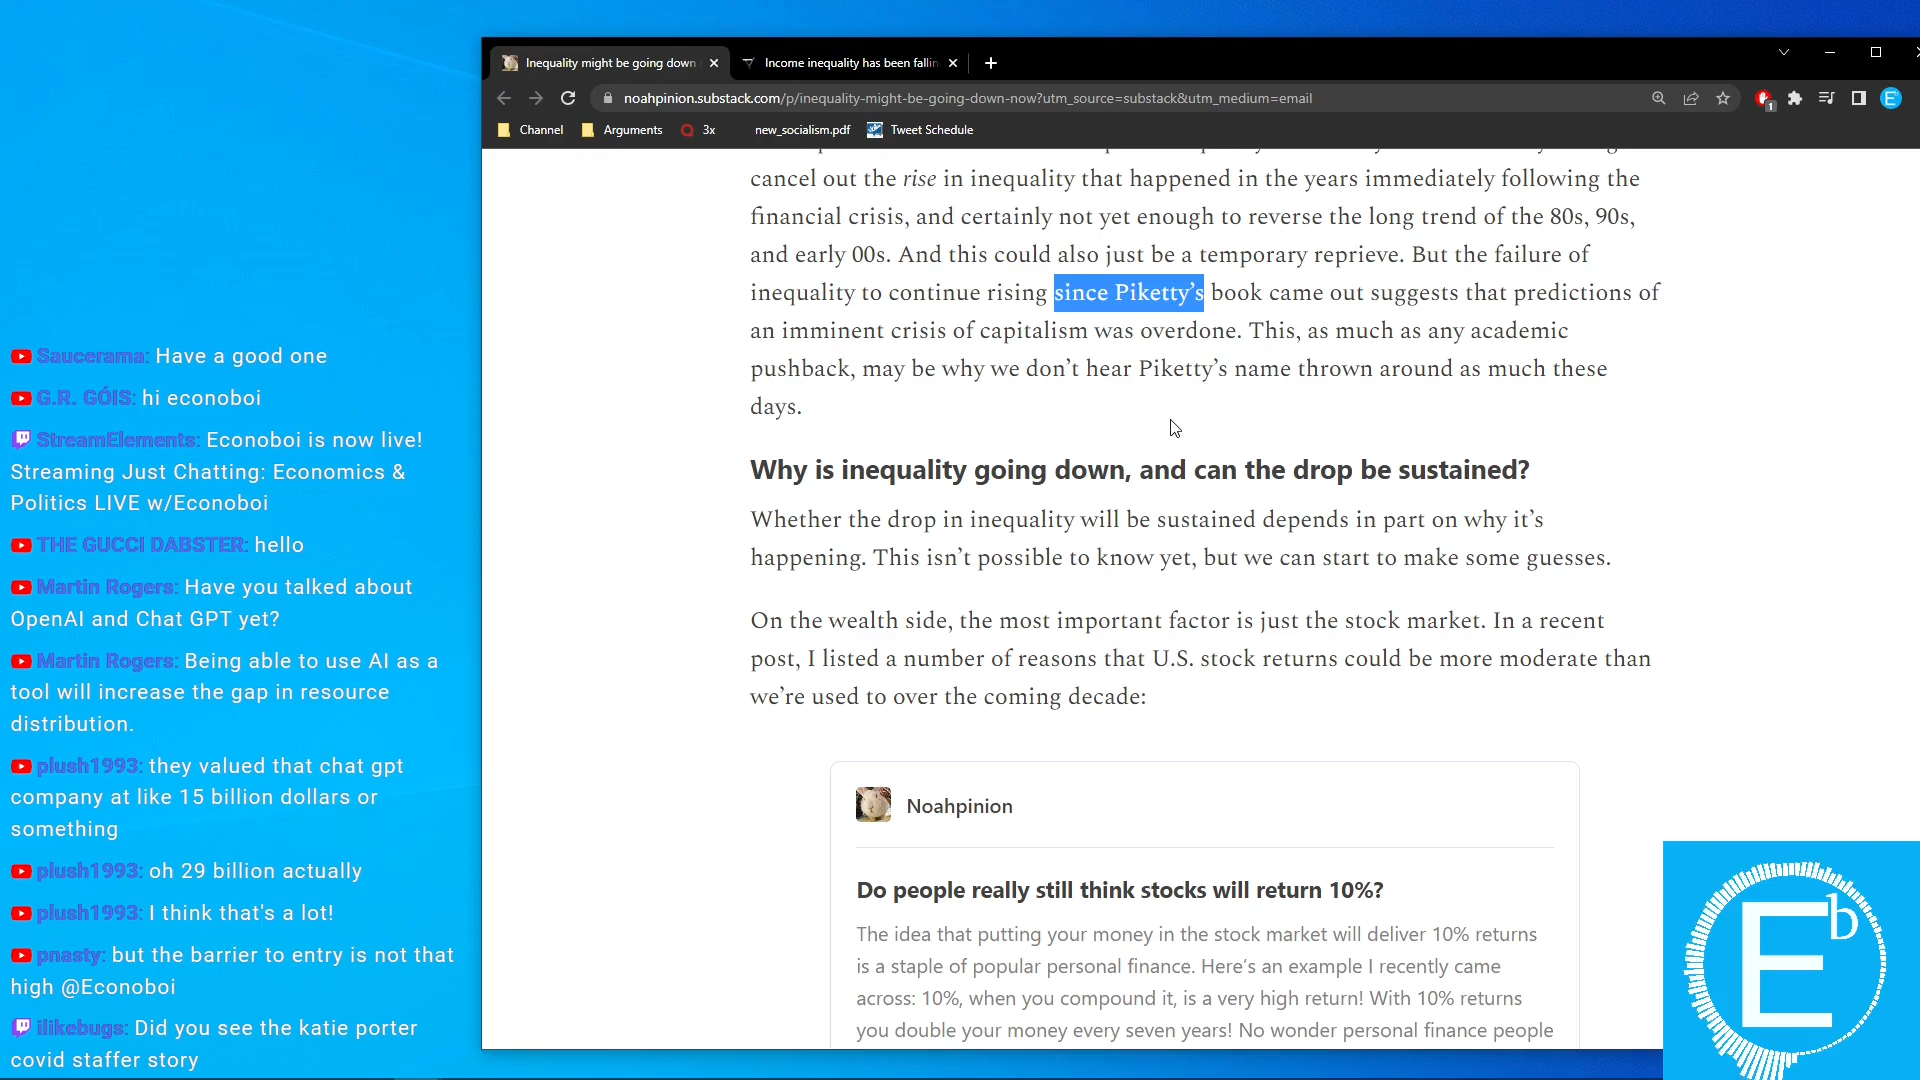 Inequality might be going down
Income inequality has been fallin
noahpinion.substack.com/p/inequality-might-be-going-down-now?utm_source=substack&utm_medium=email
1
E
Channel
Arguments
3x
new_socialism.pdf
Tweet Schedule
cancel out the rise in inequality that happened in the years immediately following the
financial crisis, and certainly not yet enough to reverse the long trend of the 80s, 90s,
and early 00s. And this could also just be a temporary reprieve. But the failure of
inequality to continue rising since Piketty’s book came out suggests that predictions of
an imminent crisis of capitalism was overdone. This, as much as any academic
pushback, may be why we don’t hear Piketty’s name thrown around as much these
days.
Why is inequality going down, and can the drop be sustained?
Whether the drop in inequality will be sustained depends in part on why it’s
happening. This isn’t possible to know yet, but we can start to make some guesses.
On the wealth side, the most important factor is just the stock market. In a recent
post, I listed a number of reasons that U.S. stock returns could be more moderate than
we’re used to over the coming decade:
Noahpinion
Do people really still think stocks will return 10%?
The idea that putting your money in the stock market will deliver 10% returns
is a staple of popular personal finance. Here’s an example I recently came
across: 10%, when you compound it, is a very high return! With 10% returns
you double your money every seven years! No wonder personal finance people
Saucerama: Have a good one
G.R. GÓIS: hi econoboi
StreamElements: Econoboi is now live!
Streaming Just Chatting: Economics &
Politics LIVE w/Econoboi
THE GUCCI DABSTER: hello
Martin Rogers: Have you talked about
OpenAI and Chat GPT yet?
Martin Rogers: Being able to use AI as a
tool will increase the gap in resource
distribution.
plush1993: they valued that chat gpt
company at like 15 billion dollars or
something
plush1993: oh 29 billion actually
plush1993: I think that's a lot!
pnasty: but the barrier to entry is not that
high @Econoboi
ilikebugs: Did you see the katie porter
covid staffer story
Eb